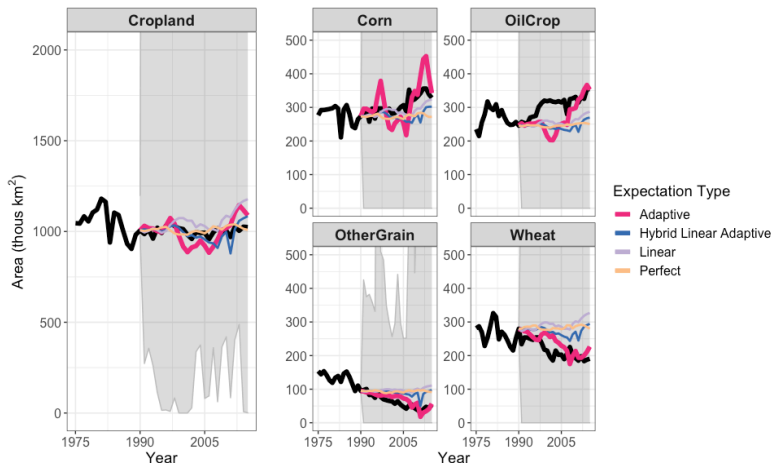 Cropland
Corn
OilCrop
OtherGrain
Wheat
Area (thous km²)
2000
1500
1000
500
0
500
400
300
200
100
0
500
400
300
200
100
0
500
400
300
200
100
0
500
400
300
200
100
0
1975 1990 2005
1975 1990 2005
1975 1990 2005
Year
Year
Expectation Type
Adaptive
Hybrid Linear Adaptive
Linear
Perfect